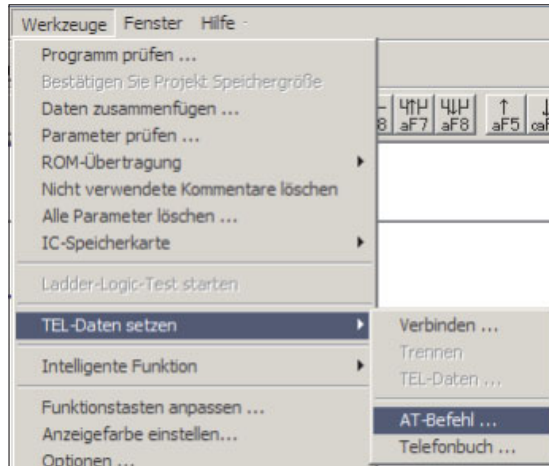 Werkzeuge Fenster Hilfe
Programm prüfen ...
Bestätigen Sie Projekt Speichergröße
Daten zusammenfügen ...
Parameter prüfen ...
ROM-Übertragung
Nicht verwendete Kommentare löschen
Alle Parameter löschen ...
IC-Speicherkarte
Ladder-Logic-Test starten
TEL-Daten setzen
Intelligente Funktion
Funktionstasten anpassen ...
Anzeigefarbe einstellen...
Optionen ...
8 aF7 aF8 aF5
Verbinden ...
Trennen
TEL-Daten ...
AT-Befehl ...
Telefonbuch ...